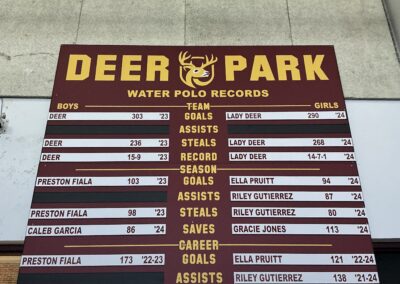 DEER PARK
WATER POLO RECORDS
BOYS TEAM GIRLS
DEER 303 '23 GOALS LADY DEER 290 '24
ASSISTS
DEER 236 '23 STEALS LADY DEER 268 '24
DEER 15-9 '23 RECORD LADY DEER 14-7-1 '24
SEASON
PRESTON FIALA 103 '23 GOALS ELLA PRUITT 94 '24
ASSISTS RILEY GUTIERREZ 87 '24
PRESTON FIALA 98 '23 STEALS RILEY GUTIERREZ 80 '24
CALEB GARCIA 86 '24 SAVES GRACIE JONES 113 '24
CAREER
PRESTON FIALA 173 '22-23 GOALS ELLA PRUITT 121 '22-24
ASSISTS RILEY GUTIERREZ 138 '21-24